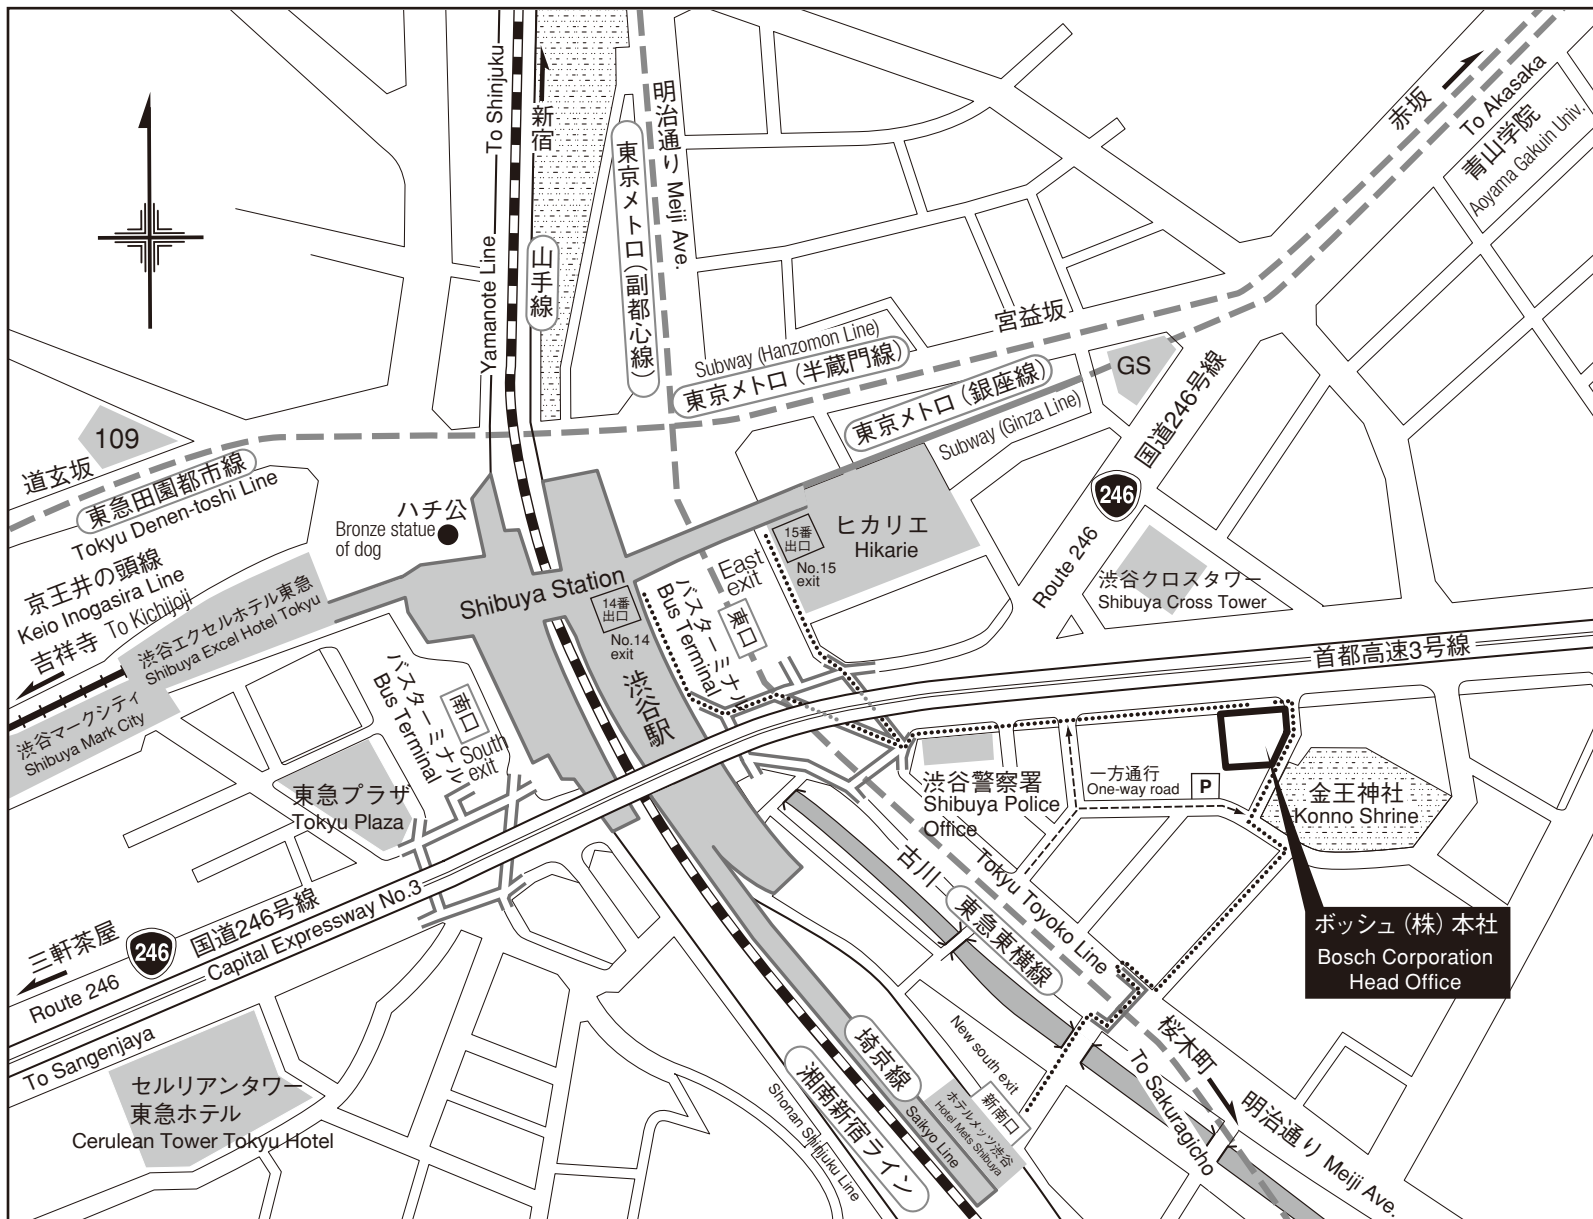 To Shinjuku
新宿
明治通り Meiji Ave.
東京メトロ(副都心線)
山手線
Yamanote Line
赤坂
To Akasaka
青山学院
Aoyama Gakuin Univ.
宮益坂
Subway (Hanzomon Line)
東京メトロ(半蔵門線)
東京メトロ(銀座線)
Subway (Ginza Line)
GS
国道246号線
246
Route 246
109
道玄坂
東急田園都市線
Tokyu Denen-toshi Line
ハチ公
Bronze statue
of dog
京王井の頭線
Keio Inogasira Line
吉祥寺 To Kichijoji
渋谷エクセルホテル東急
Shibuya Excel Hotel Tokyu
渋谷マークシティ
Shibuya Mark City
Shibuya Station
渋谷駅
14番
出口
No.14
exit
15番
出口
No.15
exit
ヒカリエ
Hikarie
East
exit
東口
バスターミナル
Bus Terminal
渋谷クロスタワー
Shibuya Cross Tower
首都高速3号線
バスターミナル
Bus Terminal
南口
South
exit
東急プラザ
Tokyu Plaza
渋谷警察署
Shibuya Police
Office
一方通行
One-way road
P
金王神社
Konno Shrine
ボッシュ(株)本社
Bosch Corporation
Head Office
古川
Tokyu Toyoko Line
東急東横線
三軒茶屋
246
国道246号線
Route 246
Capital Expressway No.3
To Sangenjaya
セルリアンタワー
東急ホテル
Cerulean Tower Tokyu Hotel
埼京線
Saikyo Line
湘南新宿ライン
Shonan Shinjuku Line
New south exit
新南口
ホテルメッツ渋谷
Hotel Mets Shibuya
桜木町
To Sakuragicho
明治通り Meiji Ave.